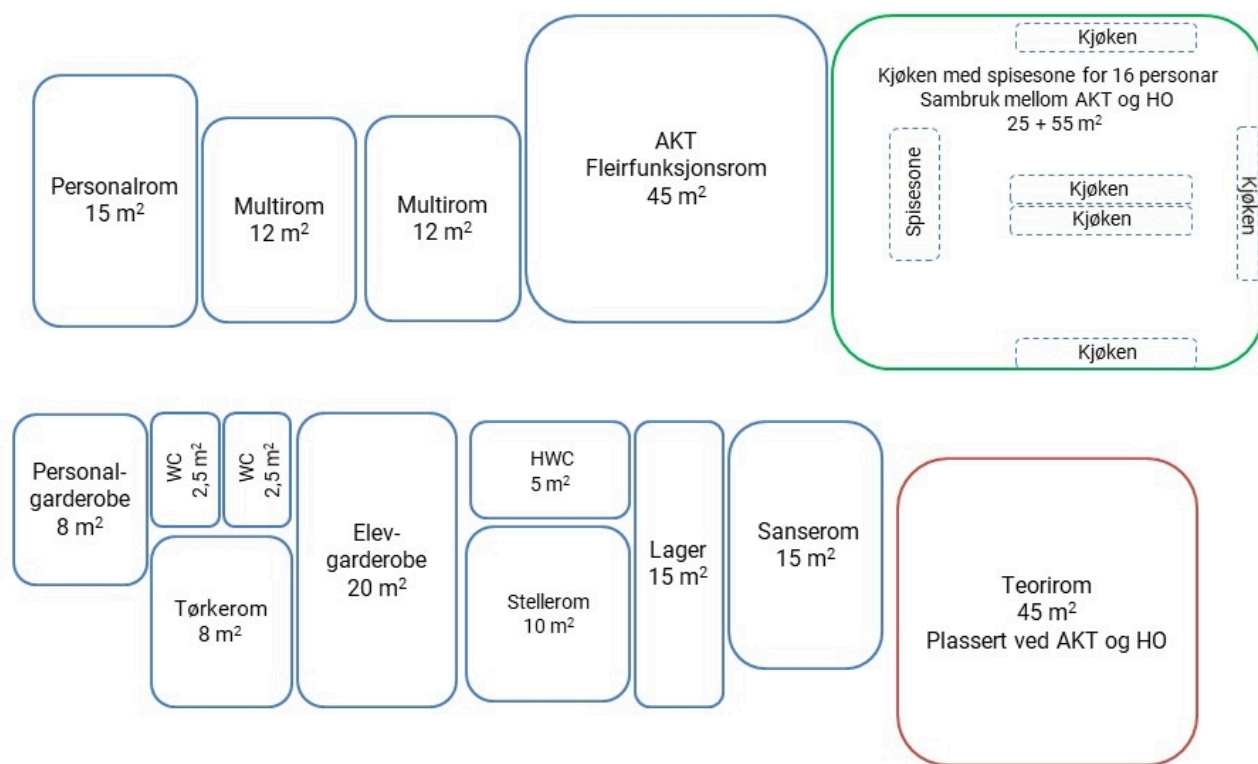 Kjøken
Kjøken med spisesone for 16 personar
Sambruk mellom AKT og HO
25 + 55 m²
Personalrom
15 m²
Multirom
12 m²
Multirom
12 m²
AKT
Fleirfunksjonsrom
45 m²
Spisesone
Kjøken
Kjøken
Kjøken
Kjøken
Personal-
garderobe
8 m²
WC
2,5 m²
WC
2,5 m²
Tørkerom
8 m²
Elev-
garderobe
20 m²
HWC
5 m²
Stellerom
10 m²
Lager
15 m²
Sanserom
15 m²
Teorirom
45 m²
Plassert ved AKT og HO